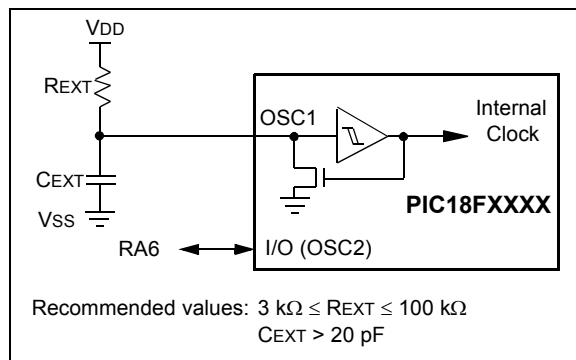 VDD
REXT
OSC1
Internal
Clock
CEXT
PIC18FXXXX
VSS
RA6
I/O (OSC2)
Recommended values: 3 kΩ ≤ REXT ≤ 100 kΩ
CEXT > 20 pF